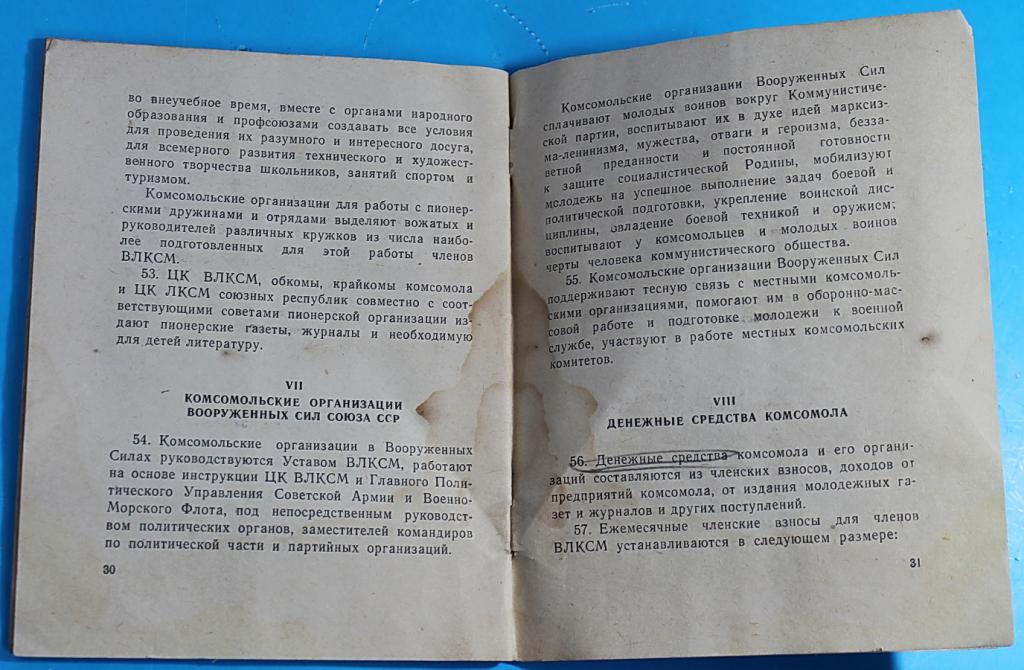 во внеучебное время, вместе с органами народного
образования и профсоюзами создавать все условия
для проведения их разумного и интересного досуга,
для всемерного развития технического и художест-
венного творчества школьников, занятий спортом и
туризмом.
Комсомольские организации для работы с пионер-
скими дружинами и отрядами выделяют вожатых и
руководителей различных кружков из числа наибо-
лее подготовленных для этой работы членов
ВЛКСМ.
53. ЦК ВЛКСМ, обкомы, крайкомы комсомола
и ЦК ЛКСМ союзных республик совместно с соот-
ветствующими советами пионерской организации из-
дают пионерские газеты, журналы и необходимую
для детей литературу.
VII
КОМСОМОЛЬСКИЕ ОРГАНИЗАЦИИ
ВООРУЖЕННЫХ СИЛ СОЮЗА ССР
54. Комсомольские организации в Вооруженных
Силах руководствуются Уставом ВЛКСМ, работают
на основе инструкции ЦК ВЛКСМ и Главного Поли-
тического Управления Советской Армии и Военно-
Морского Флота, под непосредственным руководст-
вом политических органов, заместителей командиров
по политической части и партийных организаций.
30
Комсомольские организации Вооруженных Сил
сплачивают молодых воинов вокруг Коммунистиче-
ской партии, воспитывают их в духе идей марксиз-
ма-ленинизма, мужества, отваги и героизма, безза-
ветной преданности и постоянной готовности
к защите социалистической Родины, мобилизуют
молодежь на успешное выполнение задач боевой и
политической подготовки, укрепление воинской дис-
циплины, овладение боевой техникой и оружием;
воспитывают у комсомольцев и молодых воинов
черты человека коммунистического общества.
55. Комсомольские организации Вооруженных Сил
поддерживают тесную связь с местными комсомоль-
скими организациями, помогают им в оборонно-мас-
совой работе и подготовке молодежи к военной
службе, участвуют в работе местных комсомольских
комитетов.
VIII
ДЕНЕЖНЫЕ СРЕДСТВА КОМСОМОЛА
56. Денежные средства комсомола и его органи-
заций составляются из членских взносов, доходов от
предприятий комсомола, от издания молодежных га-
зет и журналов и других поступлений.
57. Ежемесячные членские взносы для членов
ВЛКСМ устанавливаются в следующем размере:
31